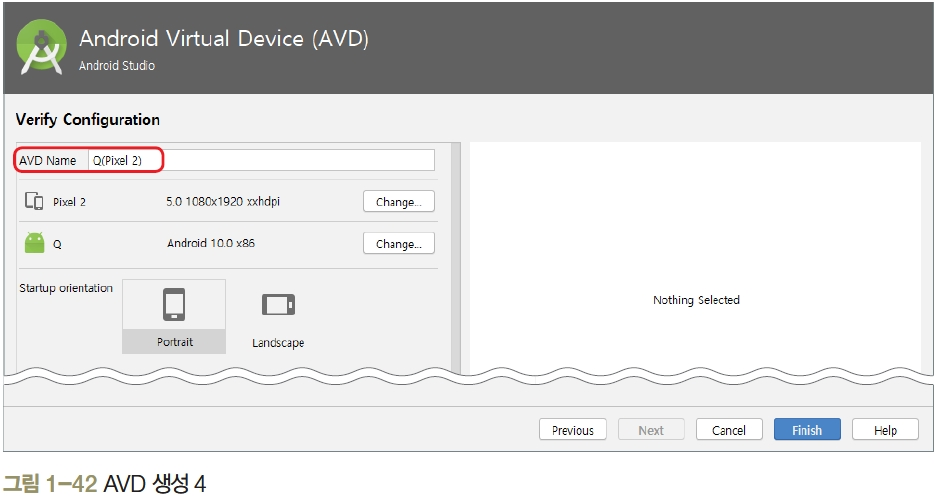 Android Virtual Device (AVD)
Android Studio
Verify Configuration
AVD Name Q(Pixel 2)
Pixel 2 5.0 1080x1920 xxhdpi Change...
Q Android 10.0 x86 Change...
Startup orientation
Portrait Landscape
Nothing Selected
Previous Next Cancel Finish Help
그림 1-42 AVD 생성 4